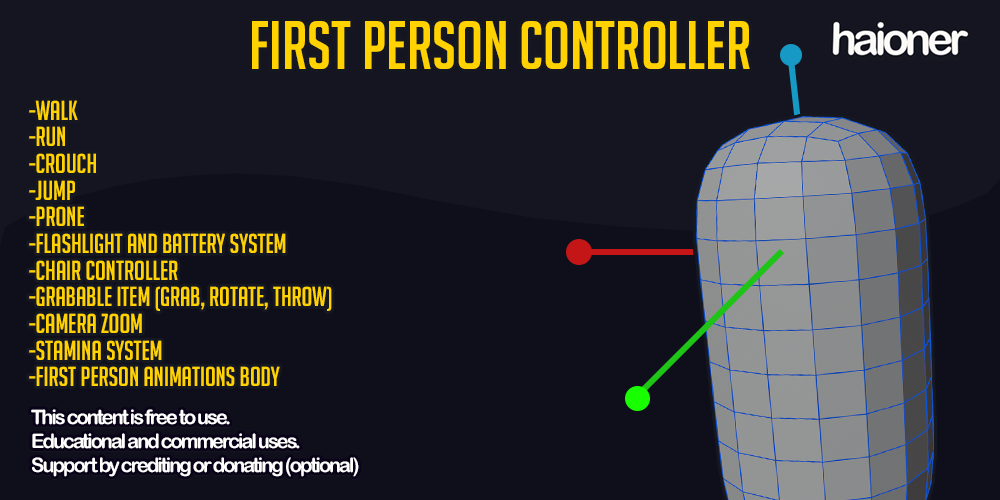 FIRST PERSON CONTROLLER
haioner
-WALK
-RUN
-CROUCH
-JUMP
-PRONE
-FLASHLIGHT AND BATTERY SYSTEM
-CHAIR CONTROLLER
-GRABABLE ITEM (GRAB, ROTATE, THROW)
-CAMERA ZOOM
-STAMINA SYSTEM
-FIRST PERSON ANIMATIONS BODY
This content is free to use.
Educational and commercial uses.
Support by crediting or donating (optional)